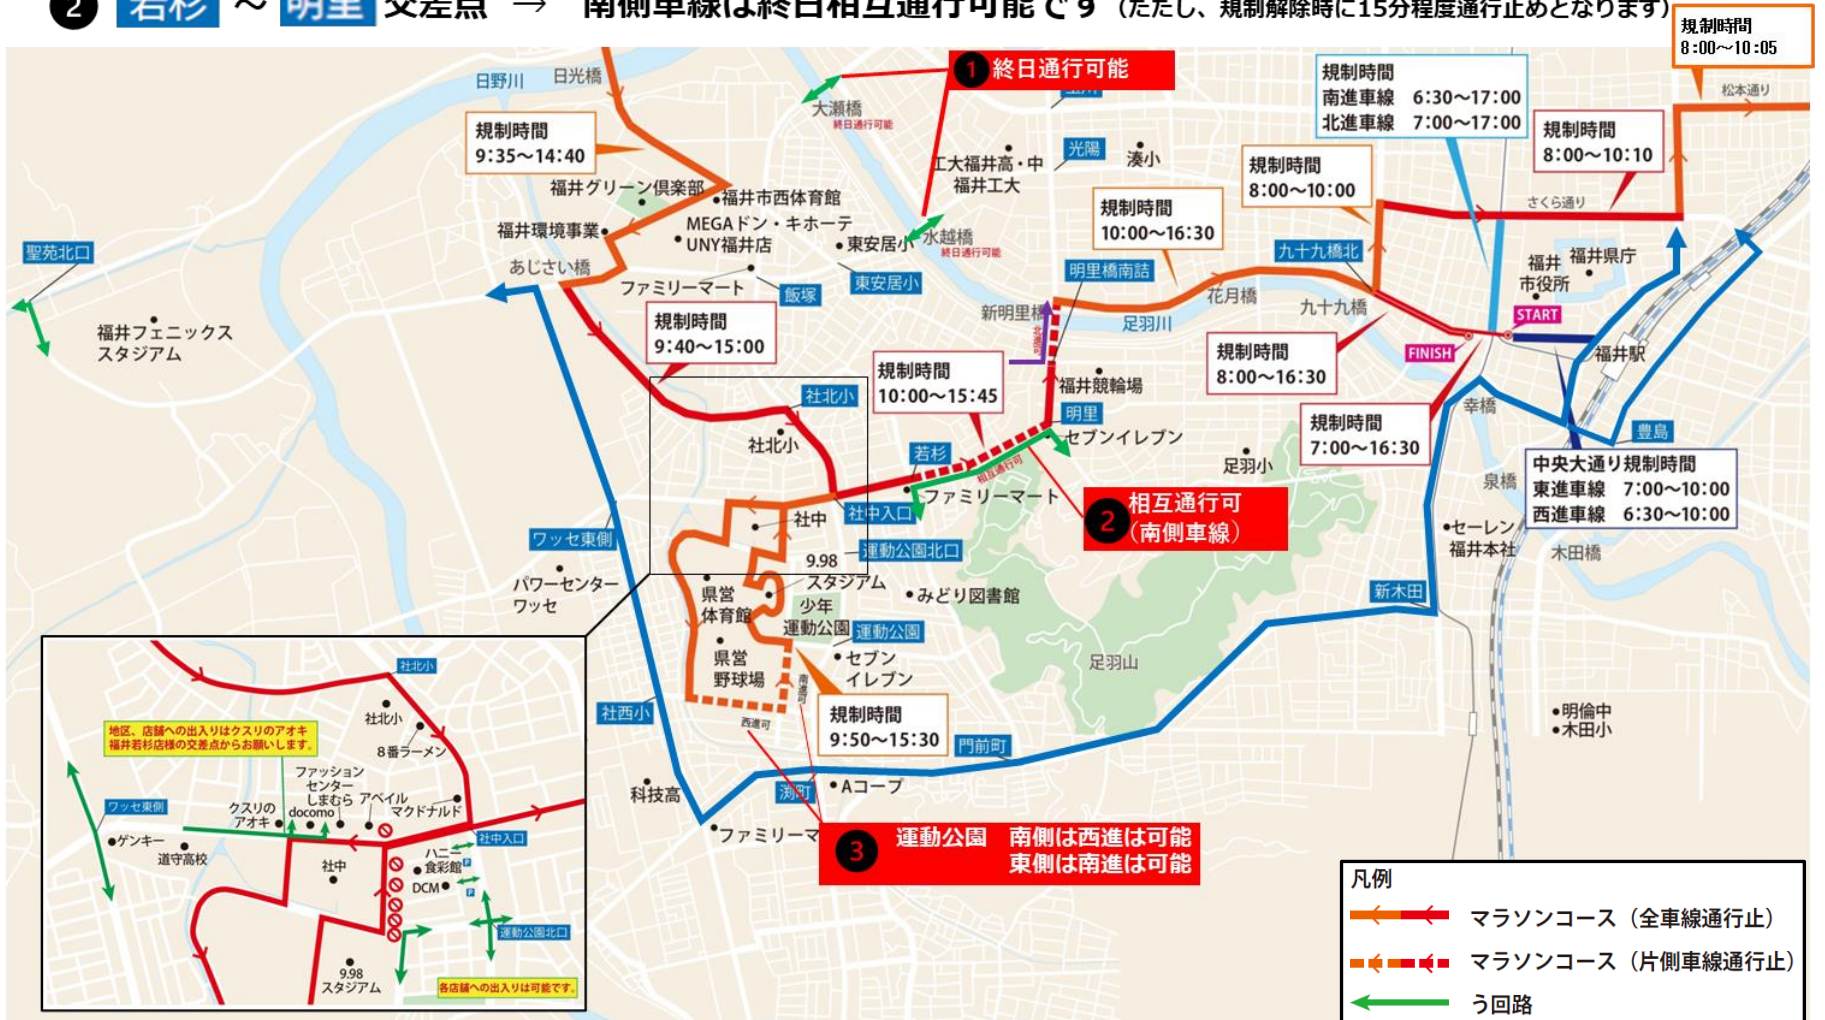 ❷ 若杉 ～ 明里 交差点 → 南側車線は終日相互通行可能です（ただし、規制解除時に15分程度通行止めとなります）
規制時間
8:00～10:05
日野川
日光橋
❶ 終日通行可能
大瀬橋
終日通行可能
規制時間
南進車線 6:30～17:00
北進車線 7:00～17:00
松本通り
規制時間
9:35～14:40
規制時間
8:00～10:10
光陽
湊小
工大福井高・中
福井工大
規制時間
8:00～10:00
福井グリーン倶楽部
福井市西体育館
さくら通り
規制時間
10:00～16:30
MEGAドン・キホーテ
UNY福井店
福井環境事業
東安居小
水越橋
終日通行可能
聖苑北口
九十九橋北
福井県庁
福井
市役所
あじさい橋
ファミリーマート
飯塚
東安居小
明里橋南詰
花月橋
九十九橋
新明里橋
足羽川
北進可
START
福井フェニックス
スタジアム
規制時間
9:40～15:00
規制時間
8:00～16:30
FINISH
福井駅
規制時間
10:00～15:45
福井競輪場
社北小
明里
幸橋
規制時間
7:00～16:30
豊島
社北小
セブンイレブン
若杉
相互通行可
足羽小
中央大通り規制時間
東進車線 7:00～10:00
西進車線 6:30～10:00
泉橋
ファミリーマート
❷ 相互通行可
（南側車線）
社中
社中入口
セーレン
福井本社
木田橋
ワッセ東側
運動公園北口
9.98
スタジアム
パワーセンター
ワッセ
県営
体育館
少年
運動公園
みどり図書館
新木田
運動公園
県営
野球場
セブン
イレブン
足羽山
南進可
西進可
社西小
規制時間
9:50～15:30
明倫中
木田小
門前町
科技高
渕町
Aコープ
ファミリーマ
❸ 運動公園 南側は西進は可能
東側は南進は可能
社北小
社北小
8番ラーメン
地区、店舗への出入りはクスリのアオキ
福井若杉店様の交差点からお願いします。
ファッション
センター
しまむら
アベイル
マクドナルド
クスリの
アオキ
docomo
ワッセ東側
ゲンキー
道守高校
社中入口
社中
ハニー
食彩館
P
DCM
P
運動公園北口
9.98
スタジアム
各店舗への出入りは可能です。
凡例
マラソンコース（全車線通行止）
マラソンコース（片側車線通行止）
う回路